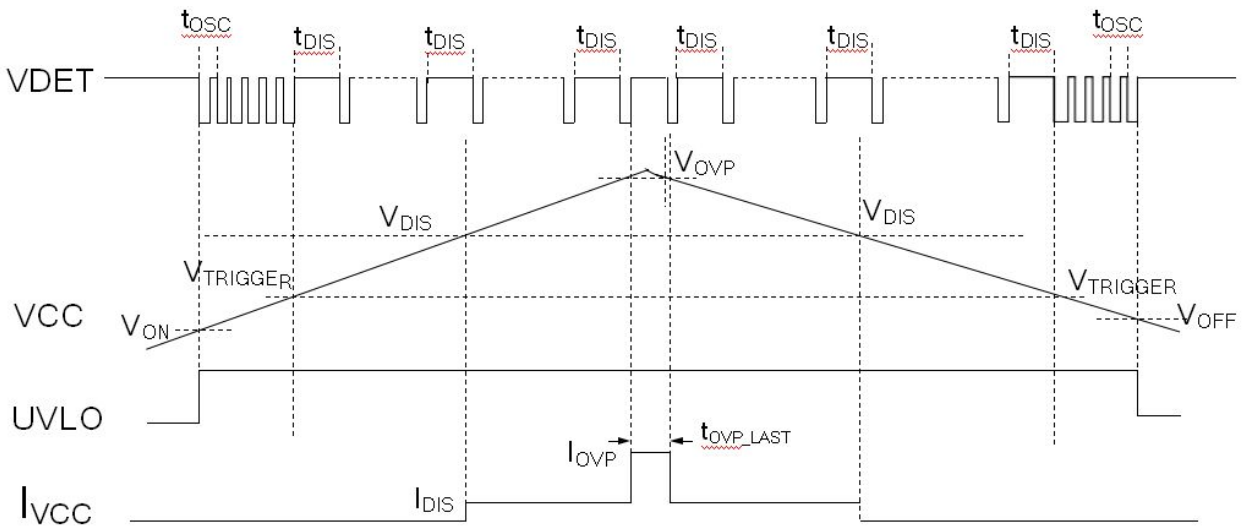 tOSC tDIS tDIS tDIS tDIS tDIS tDIS tOSC
VDET
VOVP
VDIS VDIS
VTRIGGER VTRIGGER
VCC
VON VOFF
UVLO
tOVP_LAST
IOVP
IDIS
IVCC